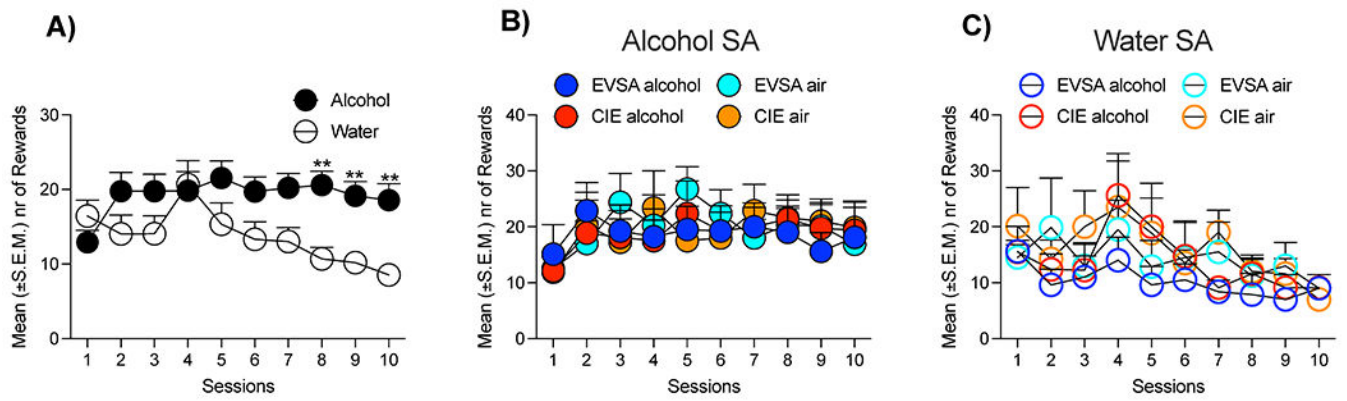 A)
Alcohol
Water
Mean (±S.E.M.) nr of Rewards
30
20
10
0
** ** **
1 2 3 4 5 6 7 8 9 10
Sessions
B)
Alcohol SA
EVSA alcohol EVSA air
CIE alcohol CIE air
Mean (±S.E.M.) nr of Rewards
40
30
20
10
0
1 2 3 4 5 6 7 8 9 10
Sessions
C)
Water SA
EVSA alcohol EVSA air
CIE alcohol CIE air
Mean (±S.E.M.) nr of Rewards
40
30
20
10
0
1 2 3 4 5 6 7 8 9 10
Sessions